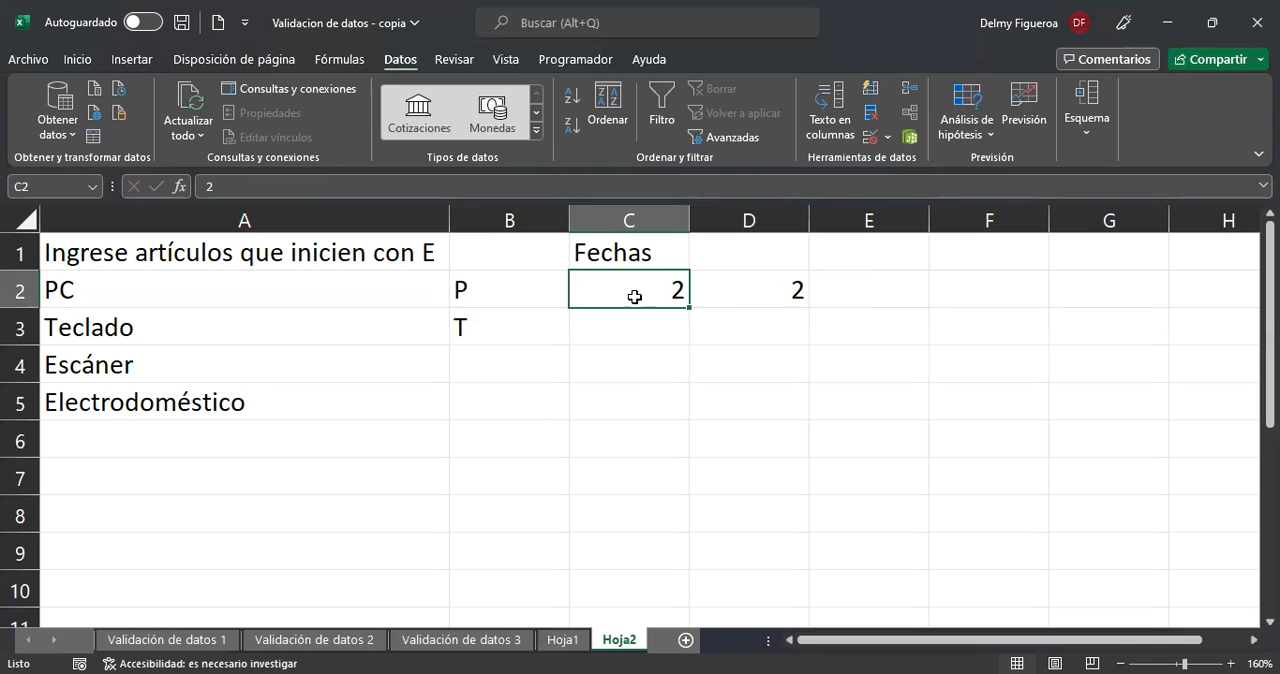 Autoguardado
Validacion de datos - copia
Buscar (Alt+Q)
Delmy Figueroa
DF
Archivo
Inicio
Insertar
Disposición de página
Fórmulas
Datos
Revisar
Vista
Programador
Ayuda
Comentarios
Compartir
Obtener datos
Actualizar todo
Consultas y conexiones
Propiedades
Editar vínculos
Cotizaciones
Monedas
Ordenar
Filtro
Borrar
Volver a aplicar
Avanzadas
Texto en columnas
Análisis de hipótesis
Previsión
Esquema
Obtener y transformar datos
Consultas y conexiones
Tipos de datos
Ordenar y filtrar
Herramientas de datos
Previsión
C2
fx
2
A B C D E F G H
1 Ingrese artículos que inicien con E Fechas
2 PC P 2 2
3 Teclado T
4 Escáner
5 Electrodoméstico
6
7
8
9
10
11
Validación de datos 1
Validación de datos 2
Validación de datos 3
Hoja1
Hoja2
Listo
Accesibilidad: es necesario investigar
160%